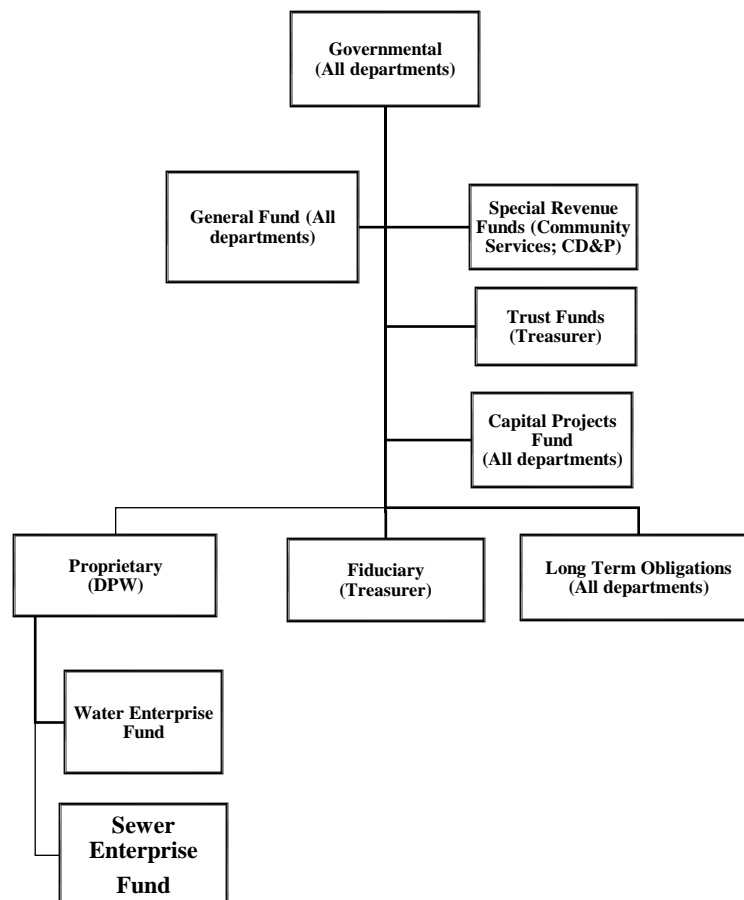 Governmental
(All departments)
General Fund (All
departments)
Special Revenue
Funds (Community
Services; CD&P)
Trust Funds
(Treasurer)
Capital Projects
Fund
(All departments)
Proprietary
(DPW)
Fiduciary
(Treasurer)
Long Term Obligations
(All departments)
Water Enterprise
Fund
Sewer
Enterprise
Fund